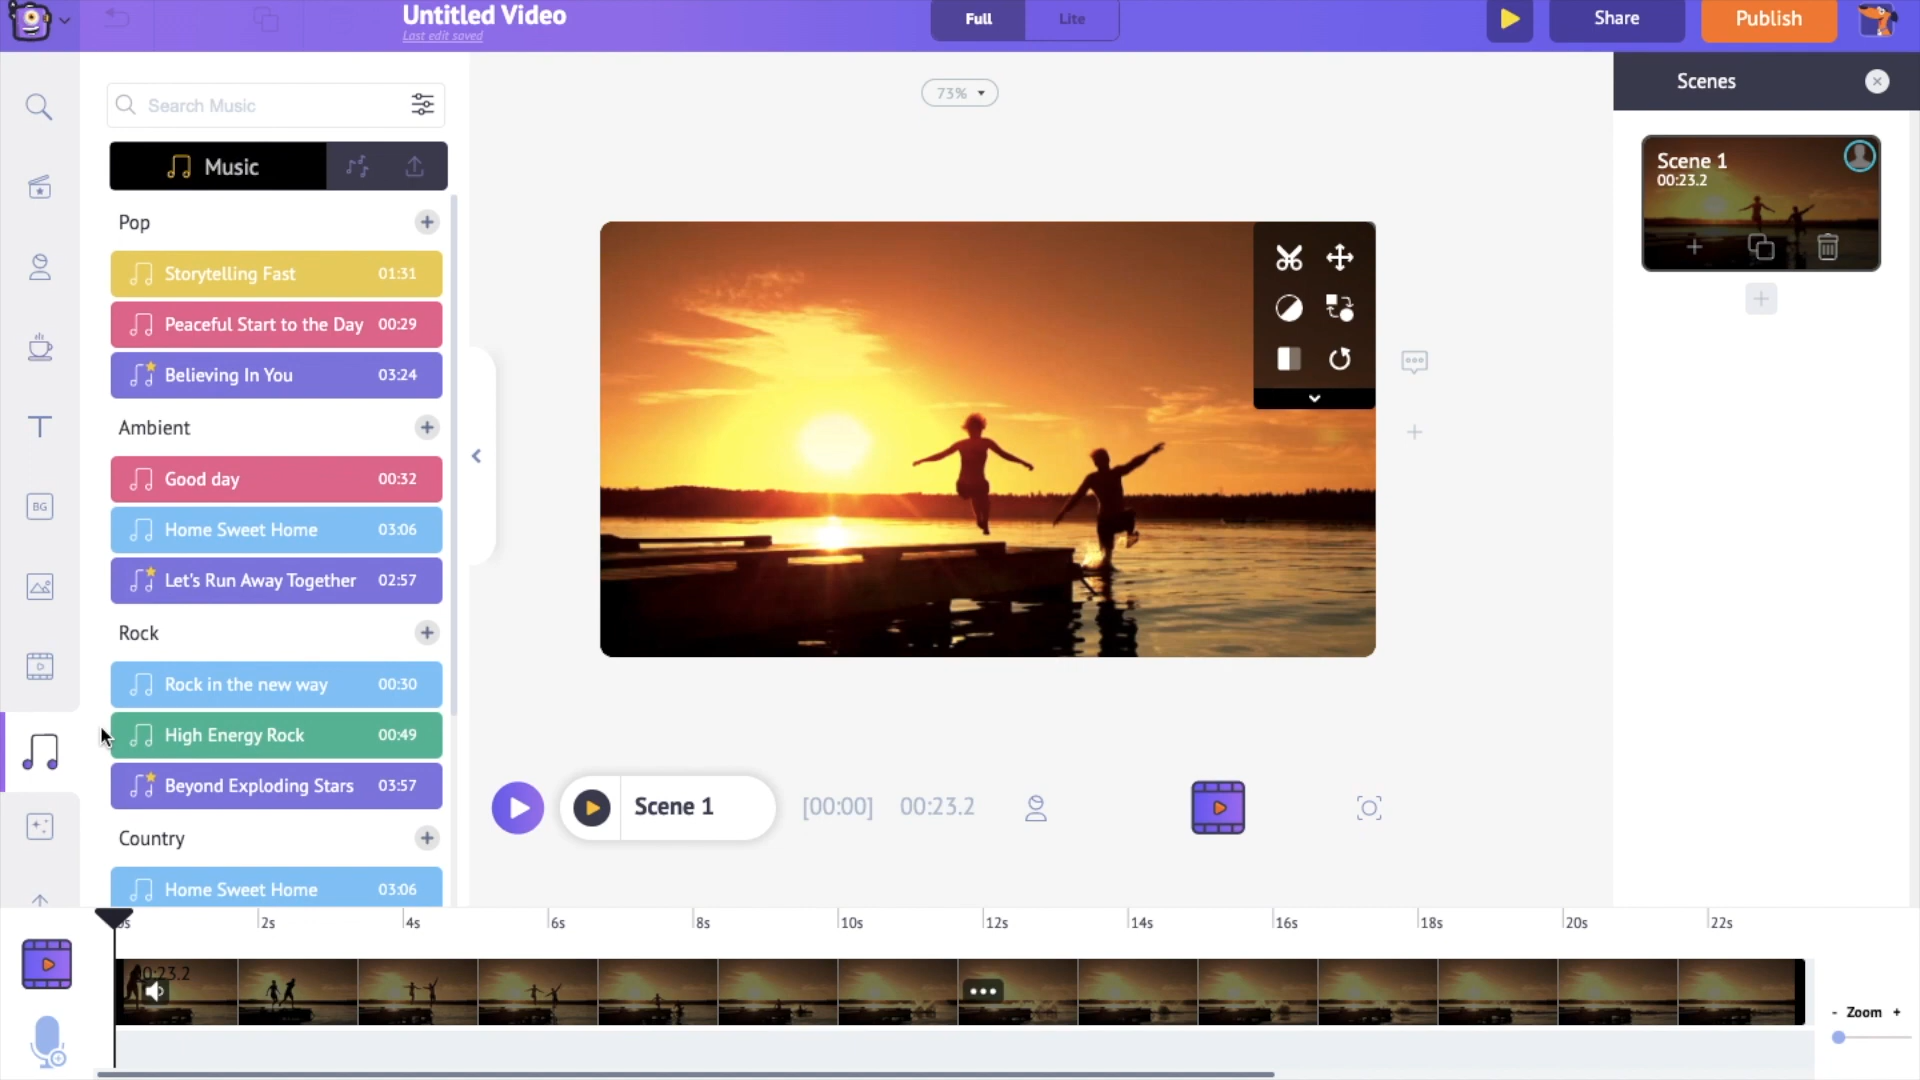 Untitled Video
Last edit saved
Full
Lite
Share
Publish
Search Music
73%
Scenes
Music
Scene 1
00:23.2
Pop
Storytelling Fast 01:31
Peaceful Start to the Day 00:29
Believing In You 03:24
Ambient
Good day 00:32
Home Sweet Home 03:06
Let's Run Away Together 02:57
BG
Rock
Rock in the new way 00:30
High Energy Rock 00:49
Beyond Exploding Stars 03:57
Country
Home Sweet Home 03:06
Scene 1
[00:00] 00:23.2
2s 4s 6s 8s 10s 12s 14s 16s 18s 20s 22s
0:23.2
- Zoom +